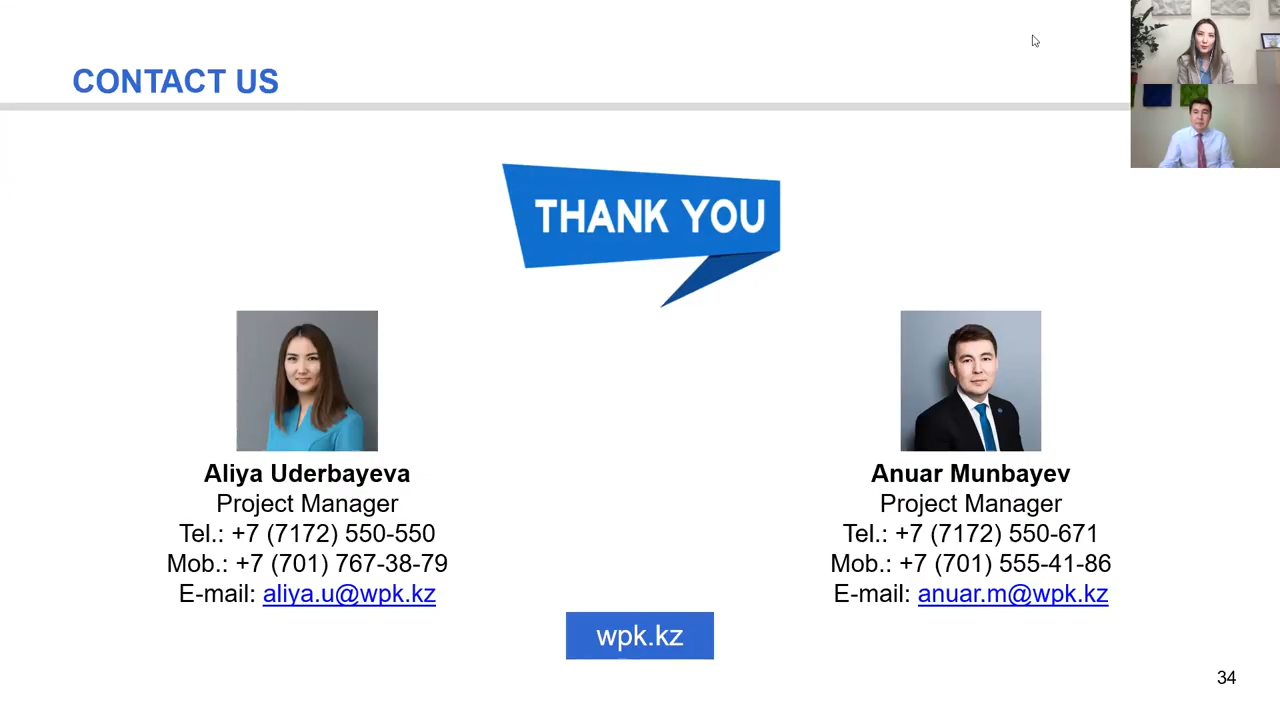 CONTACT US
THANK YOU
Aliya Uderbayeva
Project Manager
Tel.: +7 (7172) 550-550
Mob.: +7 (701) 767-38-79
E-mail: aliya.u@wpk.kz
Anuar Munbayev
Project Manager
Tel.: +7 (7172) 550-671
Mob.: +7 (701) 555-41-86
E-mail: anuar.m@wpk.kz
wpk.kz
34